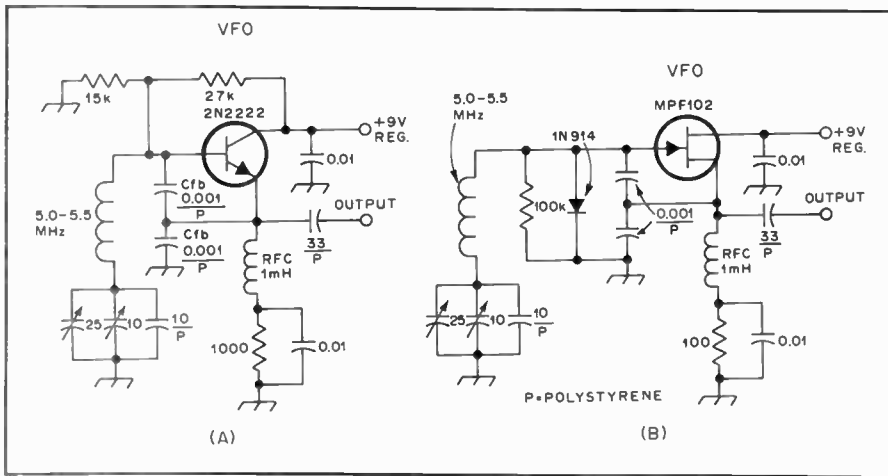 VFO
15k
27k
2N2222
+9V
REG.
0.01
Cfb
0.001
P
5.0–5.5
MHz
Cfb
0.001
P
OUTPUT
33
P
RFC
1mH
25
10
10
P
1000
0.01
(A)
VFO
5.0–5.5
MHz
1N914
MPF102
+9V
REG.
0.01
100k
0.001
P
OUTPUT
33
P
RFC
1mH
25
10
10
P
100
0.01
P=POLYSTYRENE
(B)